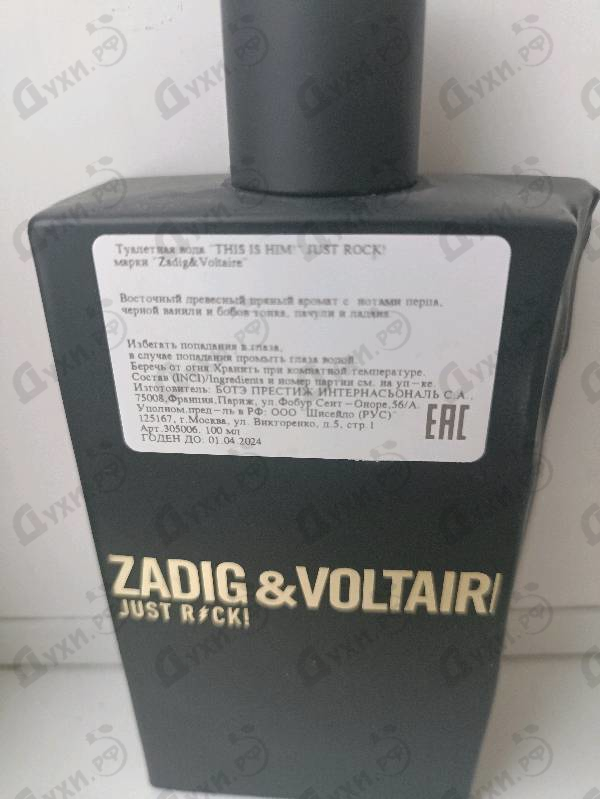 Туалетная вода "THIS IS HIM" JUST ROCK!
марки "Zadig&Voltaire"
Восточный древесный пряный аромат с нотами перца,
черной ванили и бобов тонка, пачули и ладана.
Избегать попадания в глаза,
в случае попадания промыть глаза водой.
Беречь от огня Хранить при комнатной температуре.
Состав (INCI)/Ingredients и номер партии см. на уп-ке.
Изготовитель: БОТЭ ПРЕСТИЖ ИНТЕРНАСЬОНАЛЬ С.А.,
75008,Франция,Париж, ул.Фобур Сент-Оноре,56/А.
Уполном.пред-ль в РФ: ООО "Шисейдо (РУС)"
125167, г.Москва, ул. Викторенко, д.5, стр.1
Арт.305006, 100 мл
ГОДЕН ДО: 01.04.2024
EAC
ZADIG &VOLTAIR
JUST R⚡CK!
Духи.рф